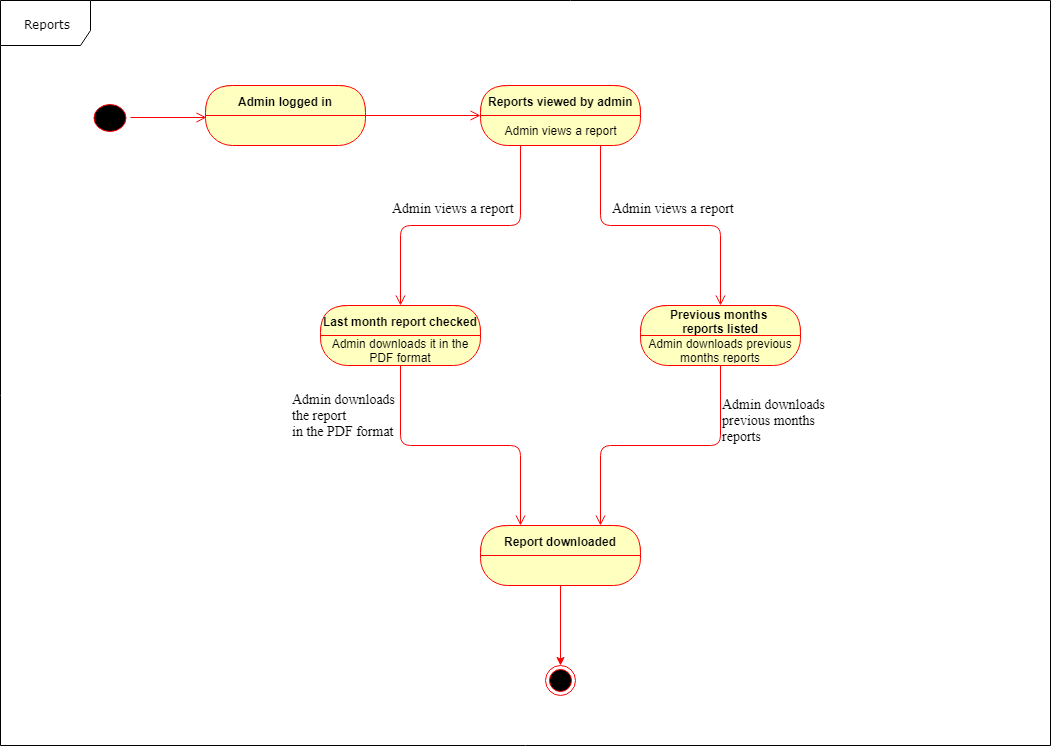 Reports
Admin logged in
Reports viewed by admin
Admin views a report
Admin views a report
Admin views a report
Last month report checked
Admin downloads it in the
PDF format
Previous months
reports listed
Admin downloads previous
months reports
Admin downloads
the report
in the PDF format
Admin downloads
previous months
reports
Report downloaded